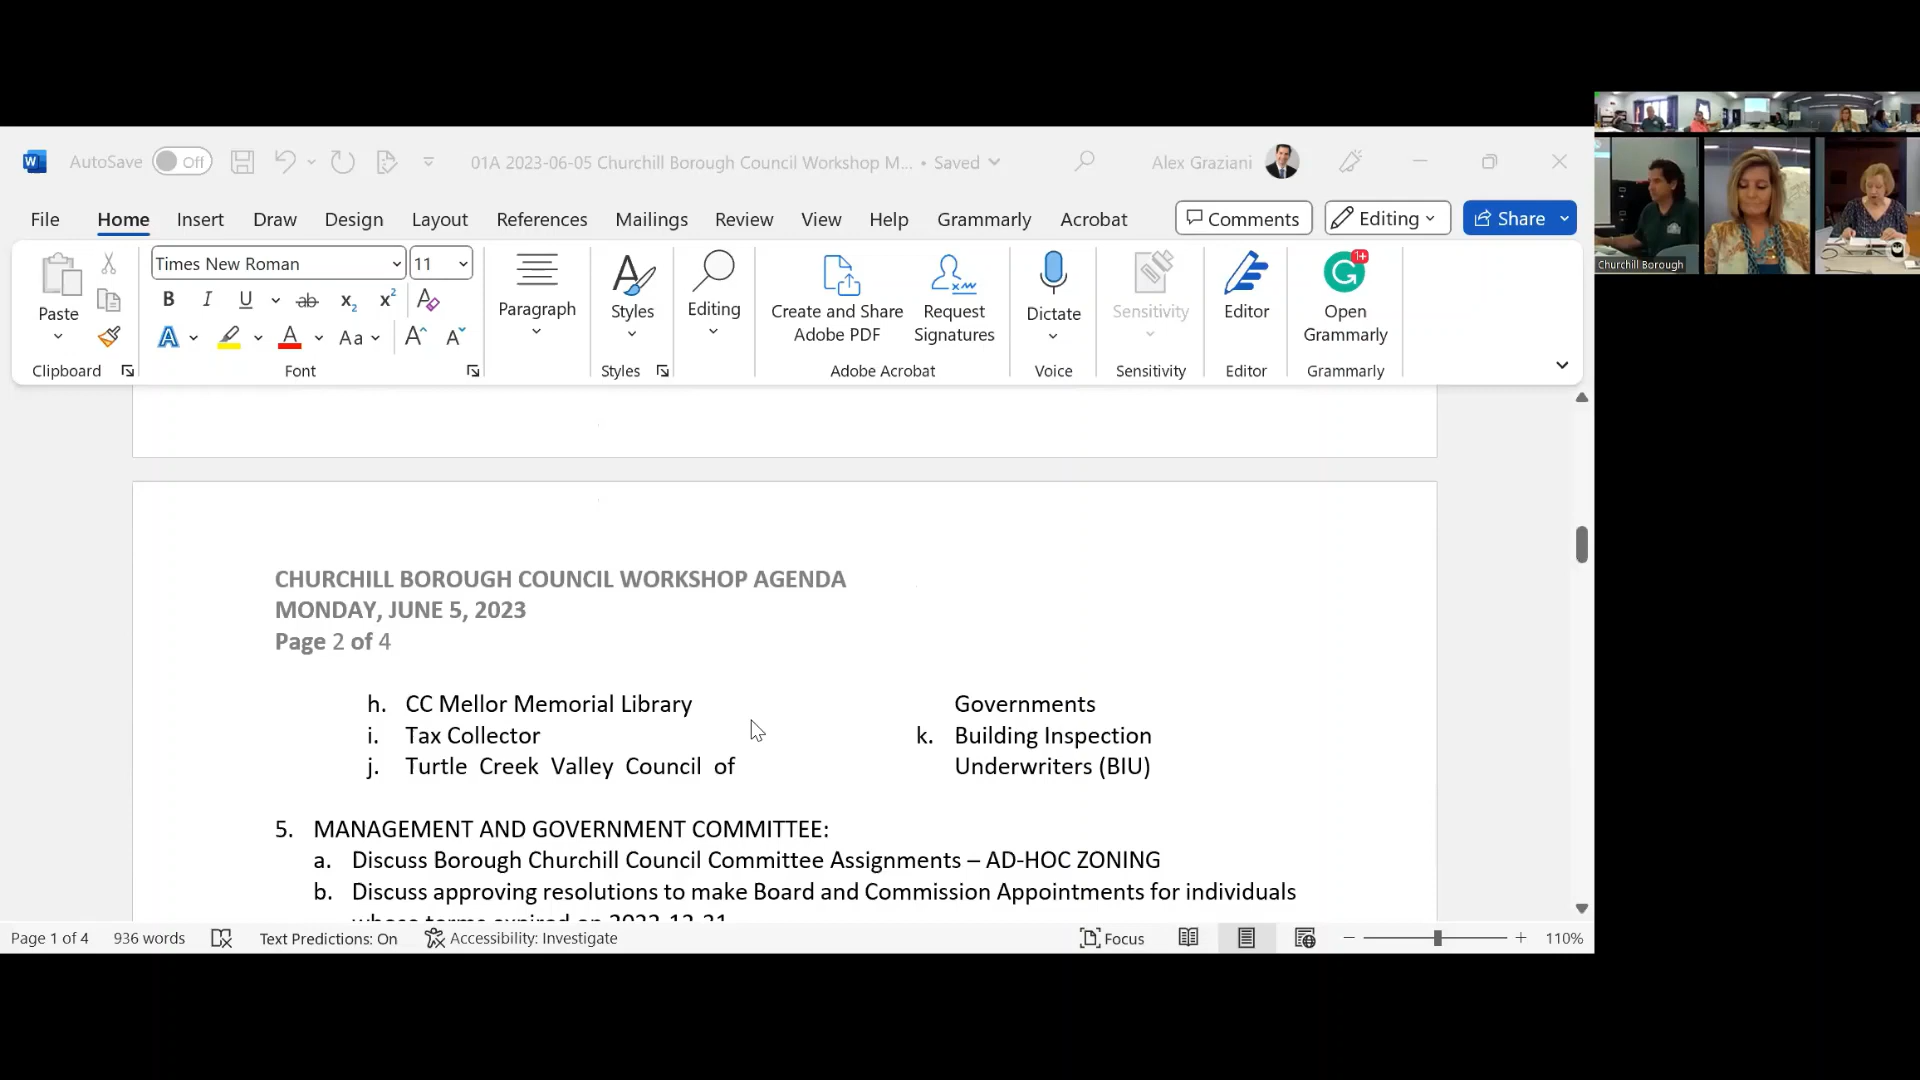 AutoSave Off 01A 2023-06-05 Churchill Borough Council Workshop M... • Saved Alex Graziani
File Home Insert Draw Design Layout References Mailings Review View Help Grammarly Acrobat Comments Editing Share
Times New Roman 11
Paste
B I U ab x2 x2 A
A A Aa A A
Paragraph Styles Editing
Create and Share Adobe PDF
Request Signatures
Dictate Sensitivity Editor
Open Grammarly
1+
Clipboard Font Styles Adobe Acrobat Voice Sensitivity Editor Grammarly
Churchill Borough
CHURCHILL BOROUGH COUNCIL WORKSHOP AGENDA
MONDAY, JUNE 5, 2023
Page 2 of 4
h. CC Mellor Memorial Library
i. Tax Collector
j. Turtle Creek Valley Council of
Governments
k. Building Inspection
Underwriters (BIU)
5. MANAGEMENT AND GOVERNMENT COMMITTEE:
a. Discuss Borough Churchill Council Committee Assignments – AD-HOC ZONING
b. Discuss approving resolutions to make Board and Commission Appointments for individuals
Page 1 of 4 936 words Text Predictions: On Accessibility: Investigate Focus 110%